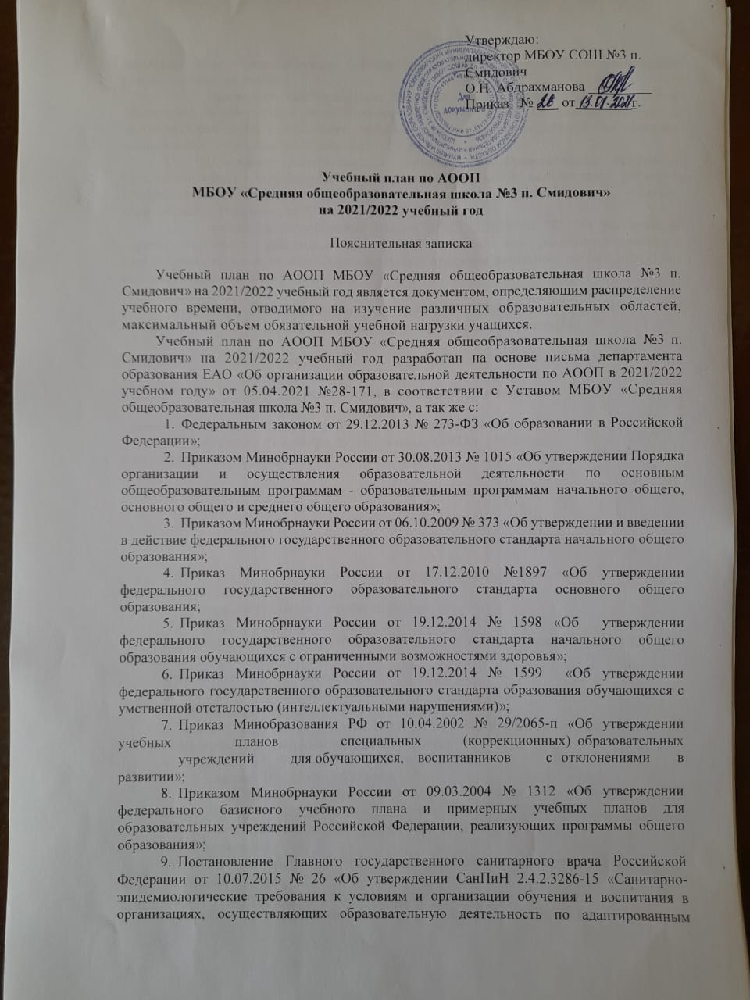 Утверждаю:
директор МБОУ СОШ №3 п.
Смидович
О.Н. Абдрахманова
Приказ № от г.
Для
документов
Учебный план по АООП
МБОУ «Средняя общеобразовательная школа №3 п. Смидович»
на 2021/2022 учебный год
Пояснительная записка
Учебный план по АООП МБОУ «Средняя общеобразовательная школа №3 п.
Смидович» на 2021/2022 учебный год является документом, определяющим распределение
учебного времени, отводимого на изучение различных образовательных областей,
максимальный объем обязательной учебной нагрузки учащихся.
Учебный план по АООП МБОУ «Средняя общеобразовательная школа №3 п.
Смидович» на 2021/2022 учебный год разработан на основе письма департамента
образования ЕАО «Об организации образовательной деятельности по АООП в 2021/2022
учебном году» от 05.04.2021 №28-171, в соответствии с Уставом МБОУ «Средняя
общеобразовательная школа №3 п. Смидович», а так же с:
1. Федеральным законом от 29.12.2013 № 273-ФЗ «Об образовании в Российской
Федерации»;
2. Приказом Минобрнауки России от 30.08.2013 № 1015 «Об утверждении Порядка
организации и осуществления образовательной деятельности по основным
общеобразовательным программам - образовательным программам начального общего,
основного общего и среднего общего образования»;
3. Приказом Минобрнауки России от 06.10.2009 № 373 «Об утверждении и введении
в действие федерального государственного образовательного стандарта начального общего
образования»;
4. Приказ Минобрнауки России от 17.12.2010 №1897 «Об утверждении
федерального государственного образовательного стандарта основного общего
образования;
5. Приказ Минобрнауки России от 19.12.2014 № 1598 «Об утверждении
федерального государственного образовательного стандарта начального общего
образования обучающихся с ограниченными возможностями здоровья»;
6. Приказ Минобрнауки России от 19.12.2014 № 1599 «Об утверждении
федерального государственного образовательного стандарта образования обучающихся с
умственной отсталостью (интеллектуальными нарушениями)»;
7. Приказ Минобразования РФ от 10.04.2002 № 29/2065-п «Об утверждении
учебных планов специальных (коррекционных) образовательных
учреждений для обучающихся, воспитанников с отклонениями в
развитии»;
8. Приказом Минобрнауки России от 09.03.2004 № 1312 «Об утверждении
федерального базисного учебного плана и примерных учебных планов для
образовательных учреждений Российской Федерации, реализующих программы общего
образования»;
9. Постановление Главного государственного санитарного врача Российской
Федерации от 10.07.2015 № 26 «Об утверждении СанПиН 2.4.2.3286-15 «Санитарно-
эпидемиологические требования к условиям и организации обучения и воспитания в
организациях, осуществляющих образовательную деятельность по адаптированным